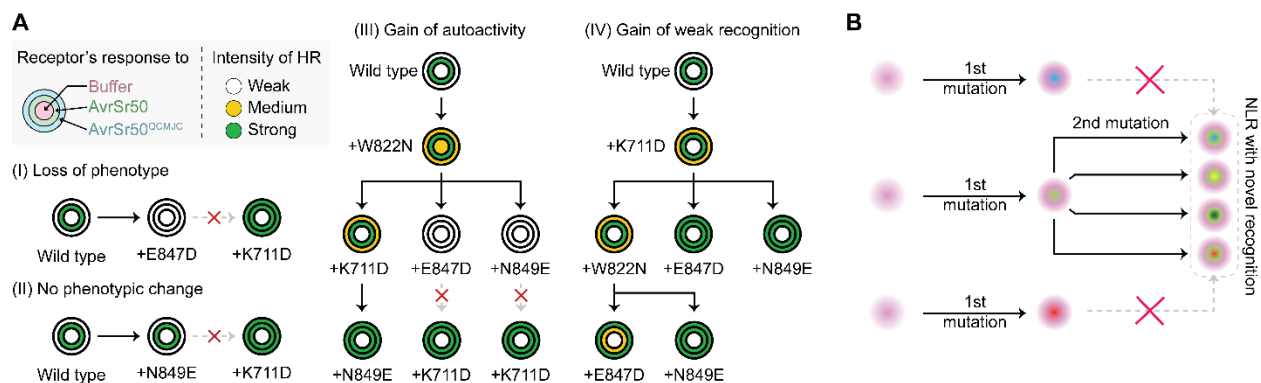 A
Receptor's response to
Buffer
AvrSr50
AvrSr50QCMJC
Intensity of HR
Weak
Medium
Strong
(I) Loss of phenotype
Wild type
+E847D
+K711D
(II) No phenotypic change
Wild type
+N849E
+K711D
(III) Gain of autoactivity
Wild type
+W822N
+K711D
+E847D
+N849E
+N849E
+K711D
+K711D
(IV) Gain of weak recognition
Wild type
+K711D
+W822N
+E847D
+N849E
+E847D
+N849E
B
1st
mutation
2nd mutation
1st
mutation
1st
mutation
NLR with novel recognition